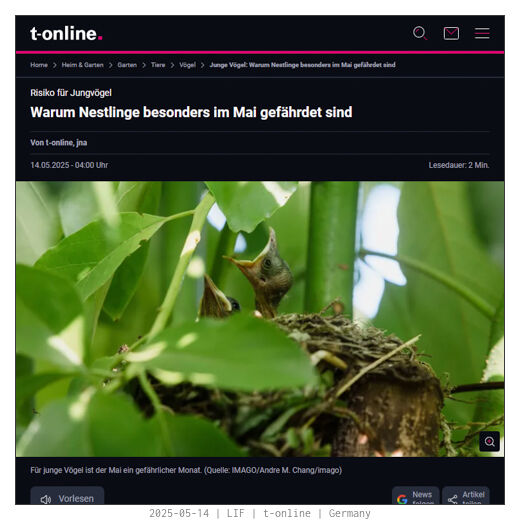 t-online.
Home > Heim & Garten > Garten > Tiere > Vögel > Junge Vögel: Warum Nestlinge besonders im Mai gefährdet sind
Risiko für Jungvögel
Warum Nestlinge besonders im Mai gefährdet sind
Von t-online, jna
14.05.2025 - 04:00 Uhr
Lesedauer: 2 Min.
Für junge Vögel ist der Mai ein gefährlicher Monat. (Quelle: IMAGO/Andre M. Chang/imago)
Vorlesen
News
folgen
Artikel
teilen
2025-05-14 | LIF | t-online | Germany